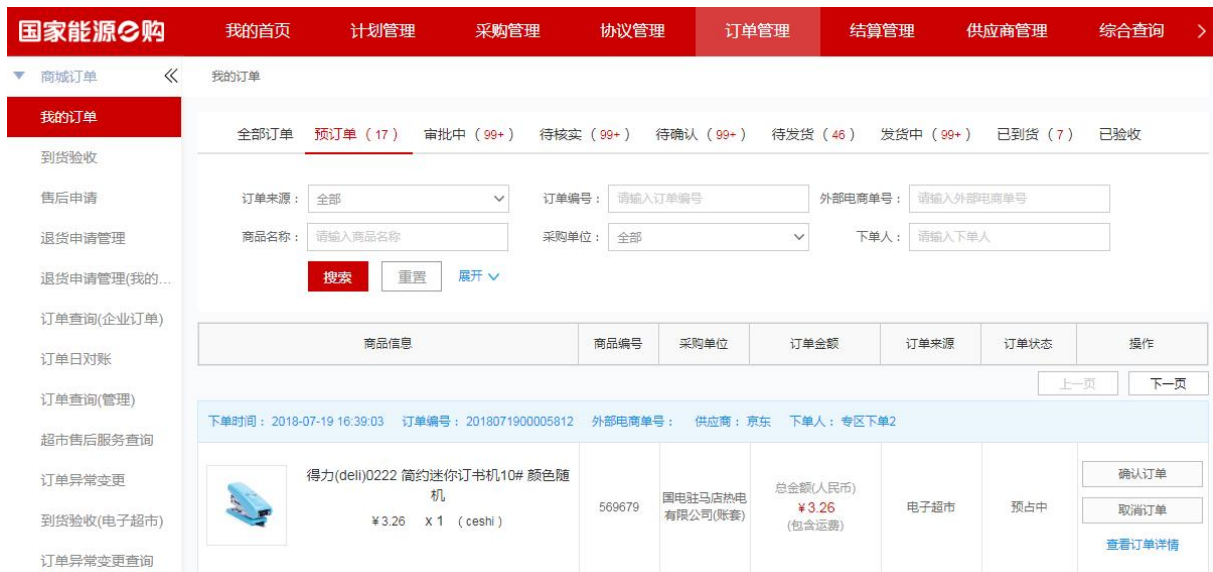 国家能源e购 我的首页 计划管理 采购管理 协议管理 订单管理 结算管理 供应商管理 综合查询
商城订单
我的订单
到货验收
售后申请
退货申请管理
退货申请管理(我的...
订单查询(企业订单)
订单日对账
订单查询(管理)
超市售后服务查询
订单异常变更
到货验收(电子超市)
订单异常变更查询
我的订单
全部订单 预订单（17） 审批中（99+） 待核实（99+） 待确认（99+） 待发货（46） 发货中（99+） 已到货（7） 已验收
订单来源： 全部 订单编号： 请输入订单编号 外部电商单号： 请输入外部电商单号
商品名称： 请输入商品名称 采购单位： 全部 下单人： 请输入下单人
搜索 重置 展开
商品信息 商品编号 采购单位 订单金额 订单来源 订单状态 操作
上一页 下一页
下单时间：2018-07-19 16:39:03 订单编号：2018071900005812 外部电商单号： 供应商：京东 下单人：专区下单2
得力(deli)0222 简约迷你订书机10# 颜色随
机
¥3.26 x 1 （ceshi）
569679
国电驻马店热电
有限公司(账套)
总金额(人民币)
¥3.26
(包含运费)
电子超市
预占中
确认订单
取消订单
查看订单详情